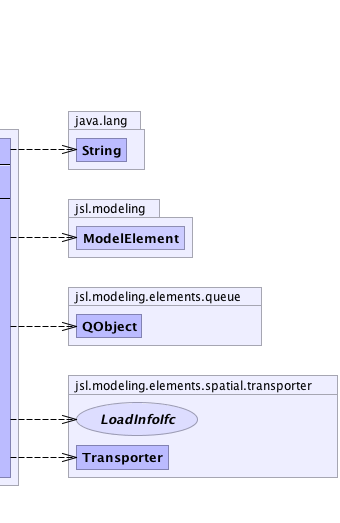 java.lang
String
jsl.modeling
ModelElement
jsl.modeling.elements.queue
QObject
jsl.modeling.elements.spatial.transporter
LoadInfoIfc
Transporter